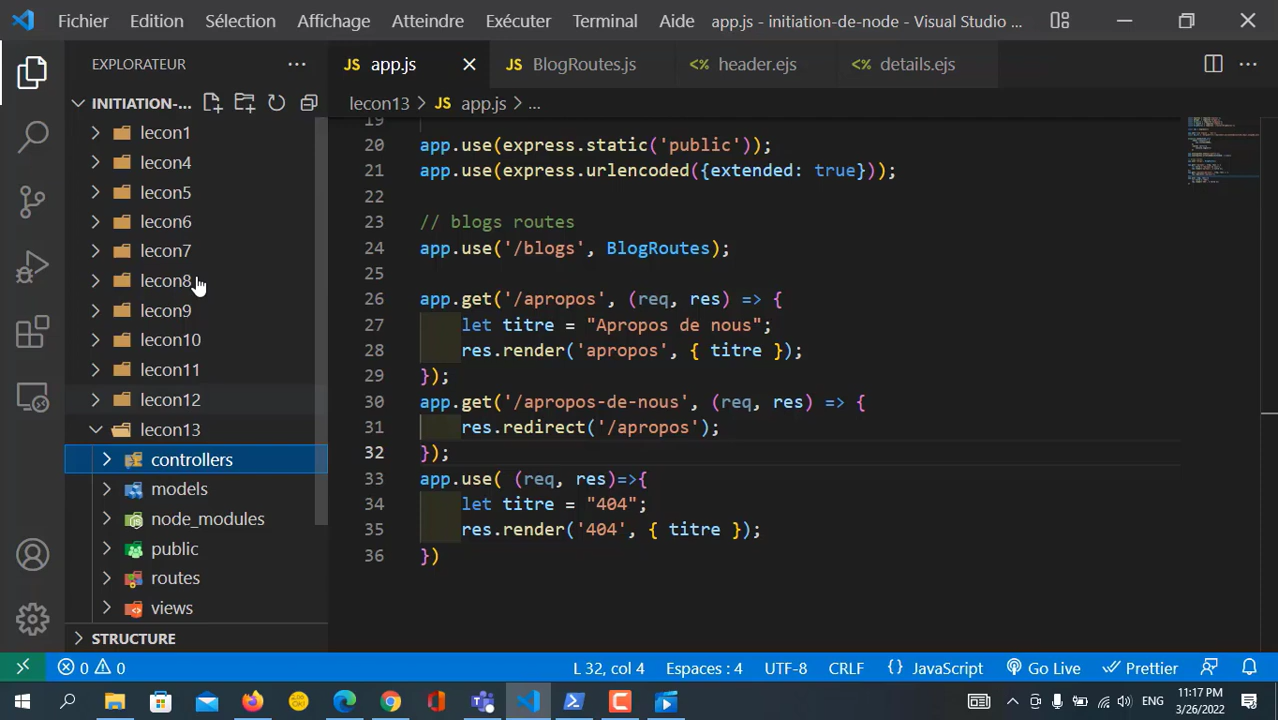 Fichier Edition Sélection Affichage Atteindre Exécuter Terminal Aide app.js - initiation-de-node - Visual Studio ...
EXPLORATEUR
INITIATION-...
lecon1
lecon4
lecon5
lecon6
lecon7
lecon8
lecon9
lecon10
lecon11
lecon12
lecon13
controllers
models
node_modules
public
routes
views
STRUCTURE
JS app.js JS BlogRoutes.js <%> header.ejs <%> details.ejs
lecon13 > JS app.js > ...
19
20 app.use(express.static('public'));
21 app.use(express.urlencoded({extended: true}));
22
23 // blogs routes
24 app.use('/blogs', BlogRoutes);
25
26 app.get('/apropos', (req, res) => {
27 let titre = "Apropos de nous";
28 res.render('apropos', { titre });
29 });
30 app.get('/apropos-de-nous', (req, res) => {
31 res.redirect('/apropos');
32 });
33 app.use( (req, res)=>{
34 let titre = "404";
35 res.render('404', { titre });
36 })
0 0 L 32, col 4 Espaces : 4 UTF-8 CRLF {} JavaScript Go Live Prettier
ENG
11:17 PM
3/26/2022